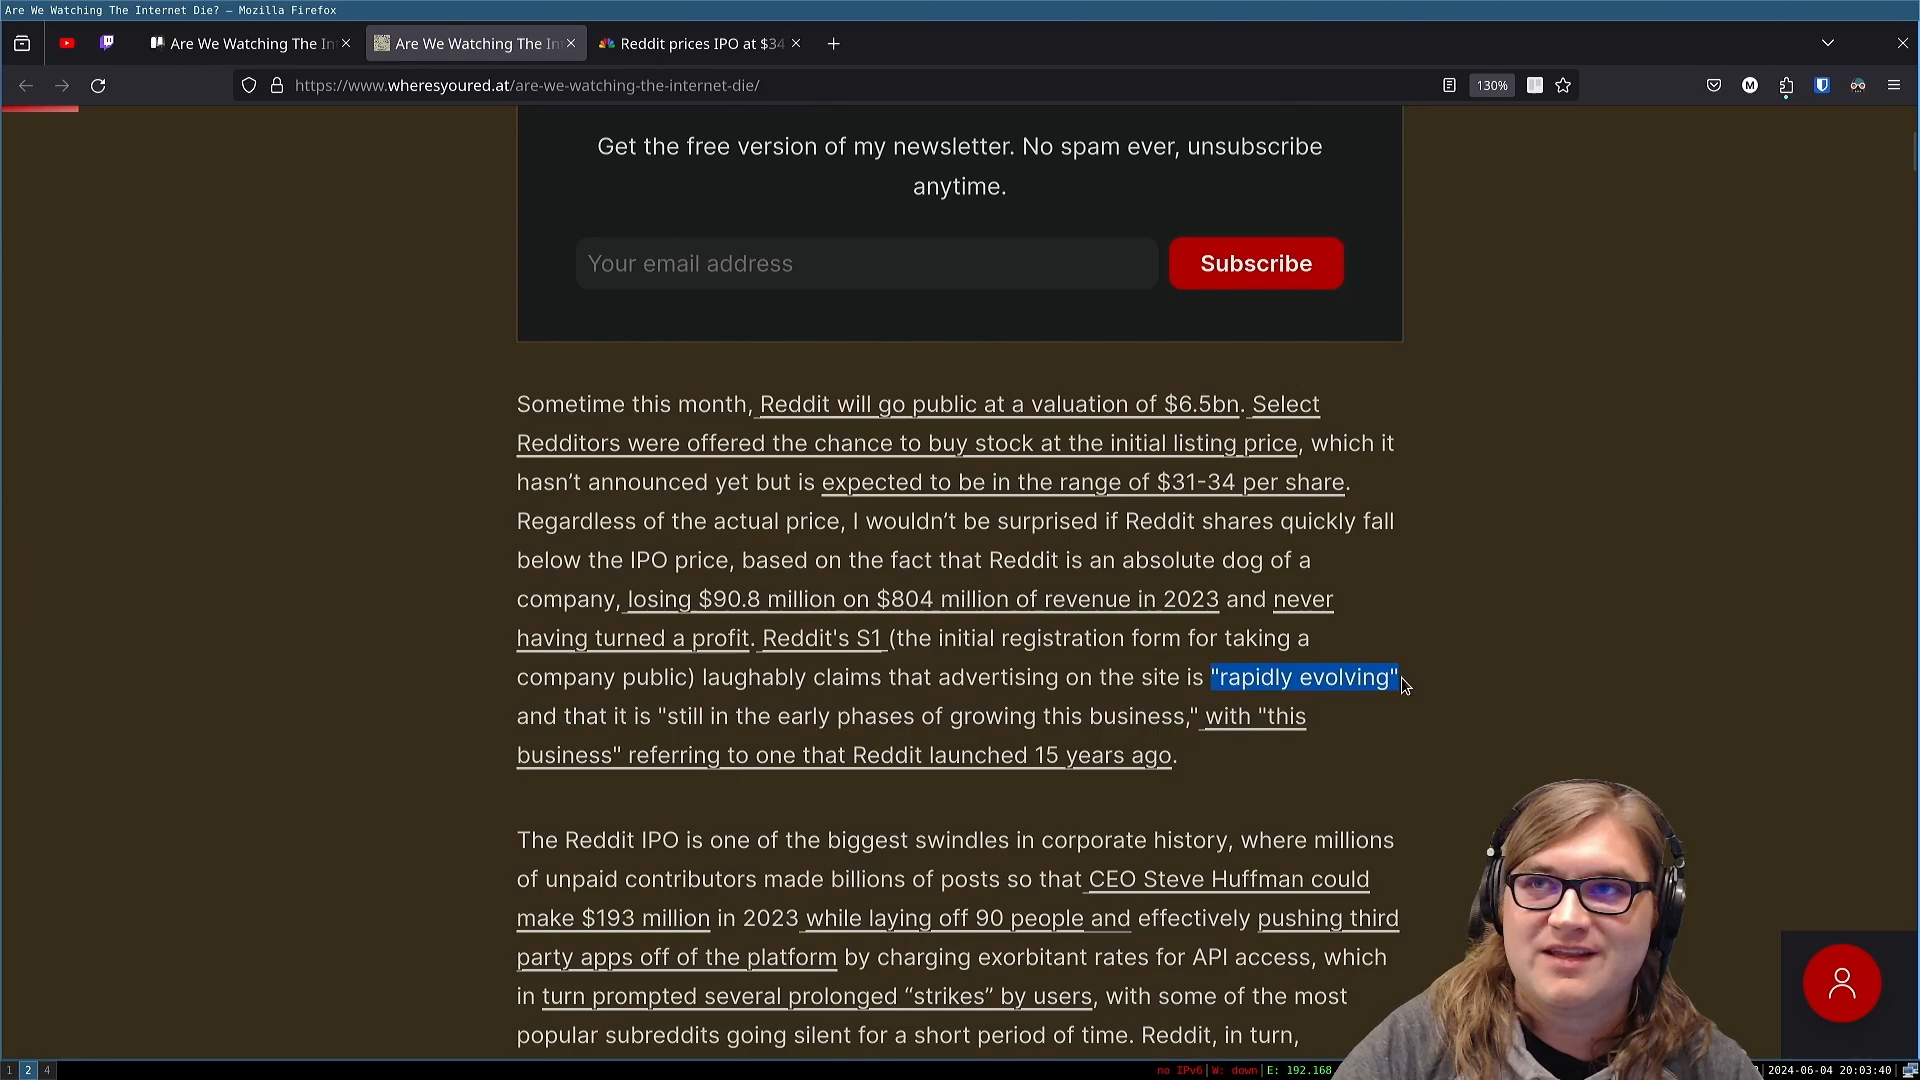 Are We Watching The Internet Die? — Mozilla Firefox
Are We Watching The In
Are We Watching The In
Reddit prices IPO at $34
https://www.wheresyoured.at/are-we-watching-the-internet-die/
130%
M
Get the free version of my newsletter. No spam ever, unsubscribe
anytime.
Your email address
Subscribe
Sometime this month, Reddit will go public at a valuation of $6.5bn. Select
Redditors were offered the chance to buy stock at the initial listing price, which it
hasn’t announced yet but is expected to be in the range of $31-34 per share.
Regardless of the actual price, I wouldn’t be surprised if Reddit shares quickly fall
below the IPO price, based on the fact that Reddit is an absolute dog of a
company, losing $90.8 million on $804 million of revenue in 2023 and never
having turned a profit. Reddit's S1 (the initial registration form for taking a
company public) laughably claims that advertising on the site is "rapidly evolving"
and that it is "still in the early phases of growing this business," with "this
business" referring to one that Reddit launched 15 years ago.
The Reddit IPO is one of the biggest swindles in corporate history, where millions
of unpaid contributors made billions of posts so that CEO Steve Huffman could
make $193 million in 2023 while laying off 90 people and effectively pushing third
party apps off of the platform by charging exorbitant rates for API access, which
in turn prompted several prolonged “strikes” by users, with some of the most
popular subreddits going silent for a short period of time. Reddit, in turn,
1 2 4
no IPv6 | W: down | E: 192.168
2024-06-04 20:03:40